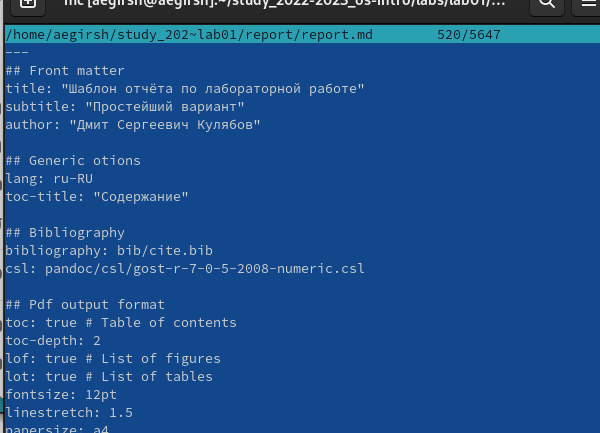 mc [aegirsh@aegirsh]:~/study_2022-2023_os-intro/labs/lab01/...
/home/aegirsh/study_202~lab01/report/report.md 520/5647
---
## Front matter
title: "Шаблон отчёта по лабораторной работе"
subtitle: "Простейший вариант"
author: "Дмит Сергеевич Кулябов"
## Generic otions
lang: ru-RU
toc-title: "Содержание"
## Bibliography
bibliography: bib/cite.bib
csl: pandoc/csl/gost-r-7-0-5-2008-numeric.csl
## Pdf output format
toc: true # Table of contents
toc-depth: 2
lof: true # List of figures
lot: true # List of tables
fontsize: 12pt
linestretch: 1.5
papersize: a4